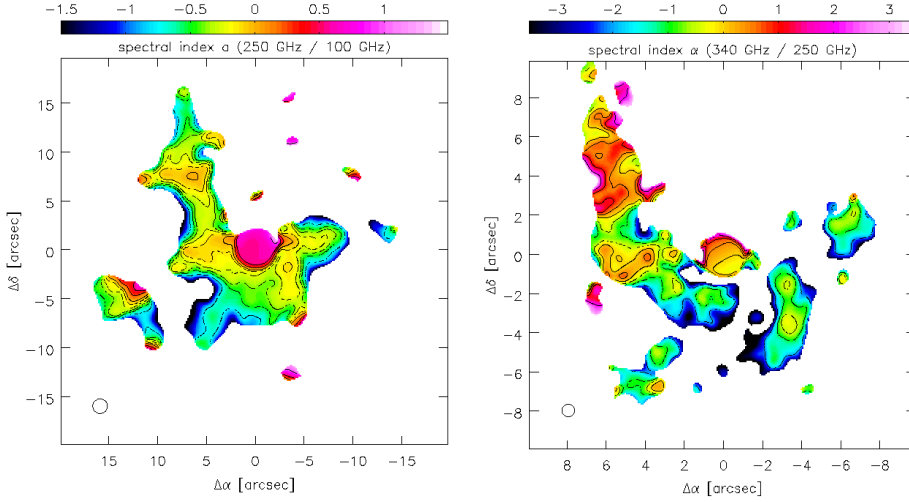 −1.5 −1 −0.5 0 0.5 1
spectral index a (250 GHz / 100 GHz)
15
10
5
0
−5
−10
−15
Δδ [arcsec]
15 10 5 0 −5 −10 −15
Δα [arcsec]
−3 −2 −1 0 1 2 3
spectral index α (340 GHz / 250 GHz)
8
6
4
2
0
−2
−4
−6
−8
Δδ [arcsec]
8 6 4 2 0 −2 −4 −6 −8
Δα [arcsec]